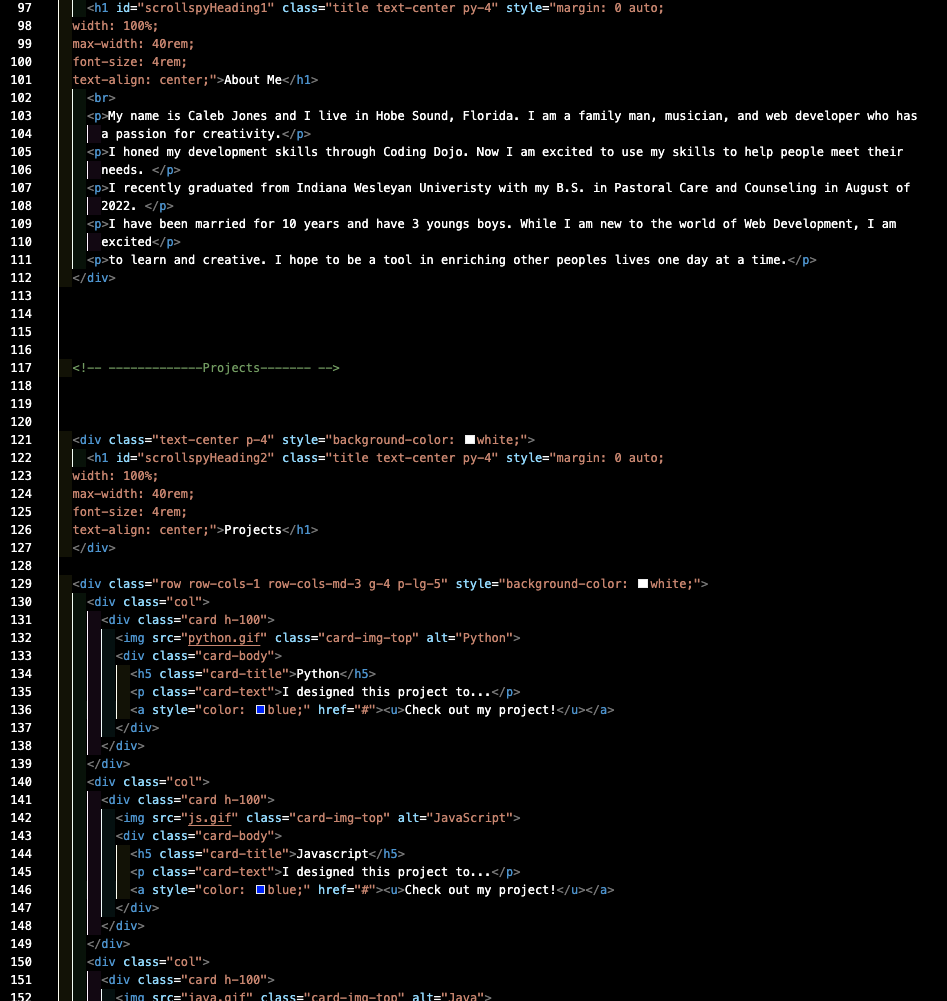 97 <h1 id="scrollspyHeading1" class="title text-center py-4" style="margin: 0 auto;
98 width: 100%;
99 max-width: 40rem;
100 font-size: 4rem;
101 text-align: center;">About Me</h1>
102 <br>
103 <p>My name is Caleb Jones and I live in Hobe Sound, Florida. I am a family man, musician, and web developer who has
104 a passion for creativity.</p>
105 <p>I honed my development skills through Coding Dojo. Now I am excited to use my skills to help people meet their
106 needs. </p>
107 <p>I recently graduated from Indiana Wesleyan Univeristy with my B.S. in Pastoral Care and Counseling in August of
108 2022. </p>
109 <p>I have been married for 10 years and have 3 youngs boys. While I am new to the world of Web Development, I am
110 excited</p>
111 <p>to learn and creative. I hope to be a tool in enriching other peoples lives one day at a time.</p>
112 </div>
113
114
115
116
117 <!-- -------------Projects------- -->
118
119
120
121 <div class="text-center p-4" style="background-color: white;">
122 <h1 id="scrollspyHeading2" class="title text-center py-4" style="margin: 0 auto;
123 width: 100%;
124 max-width: 40rem;
125 font-size: 4rem;
126 text-align: center;">Projects</h1>
127 </div>
128
129 <div class="row row-cols-1 row-cols-md-3 g-4 p-lg-5" style="background-color: white;">
130 <div class="col">
131 <div class="card h-100">
132 <img src="python.gif" class="card-img-top" alt="Python">
133 <div class="card-body">
134 <h5 class="card-title">Python</h5>
135 <p class="card-text">I designed this project to...</p>
136 <a style="color: blue;" href="#"><u>Check out my project!</u></a>
137 </div>
138 </div>
139 </div>
140 <div class="col">
141 <div class="card h-100">
142 <img src="js.gif" class="card-img-top" alt="JavaScript">
143 <div class="card-body">
144 <h5 class="card-title">Javascript</h5>
145 <p class="card-text">I designed this project to...</p>
146 <a style="color: blue;" href="#"><u>Check out my project!</u></a>
147 </div>
148 </div>
149 </div>
150 <div class="col">
151 <div class="card h-100">
152 <img src="java.gif" class="card-img-top" alt="Java">